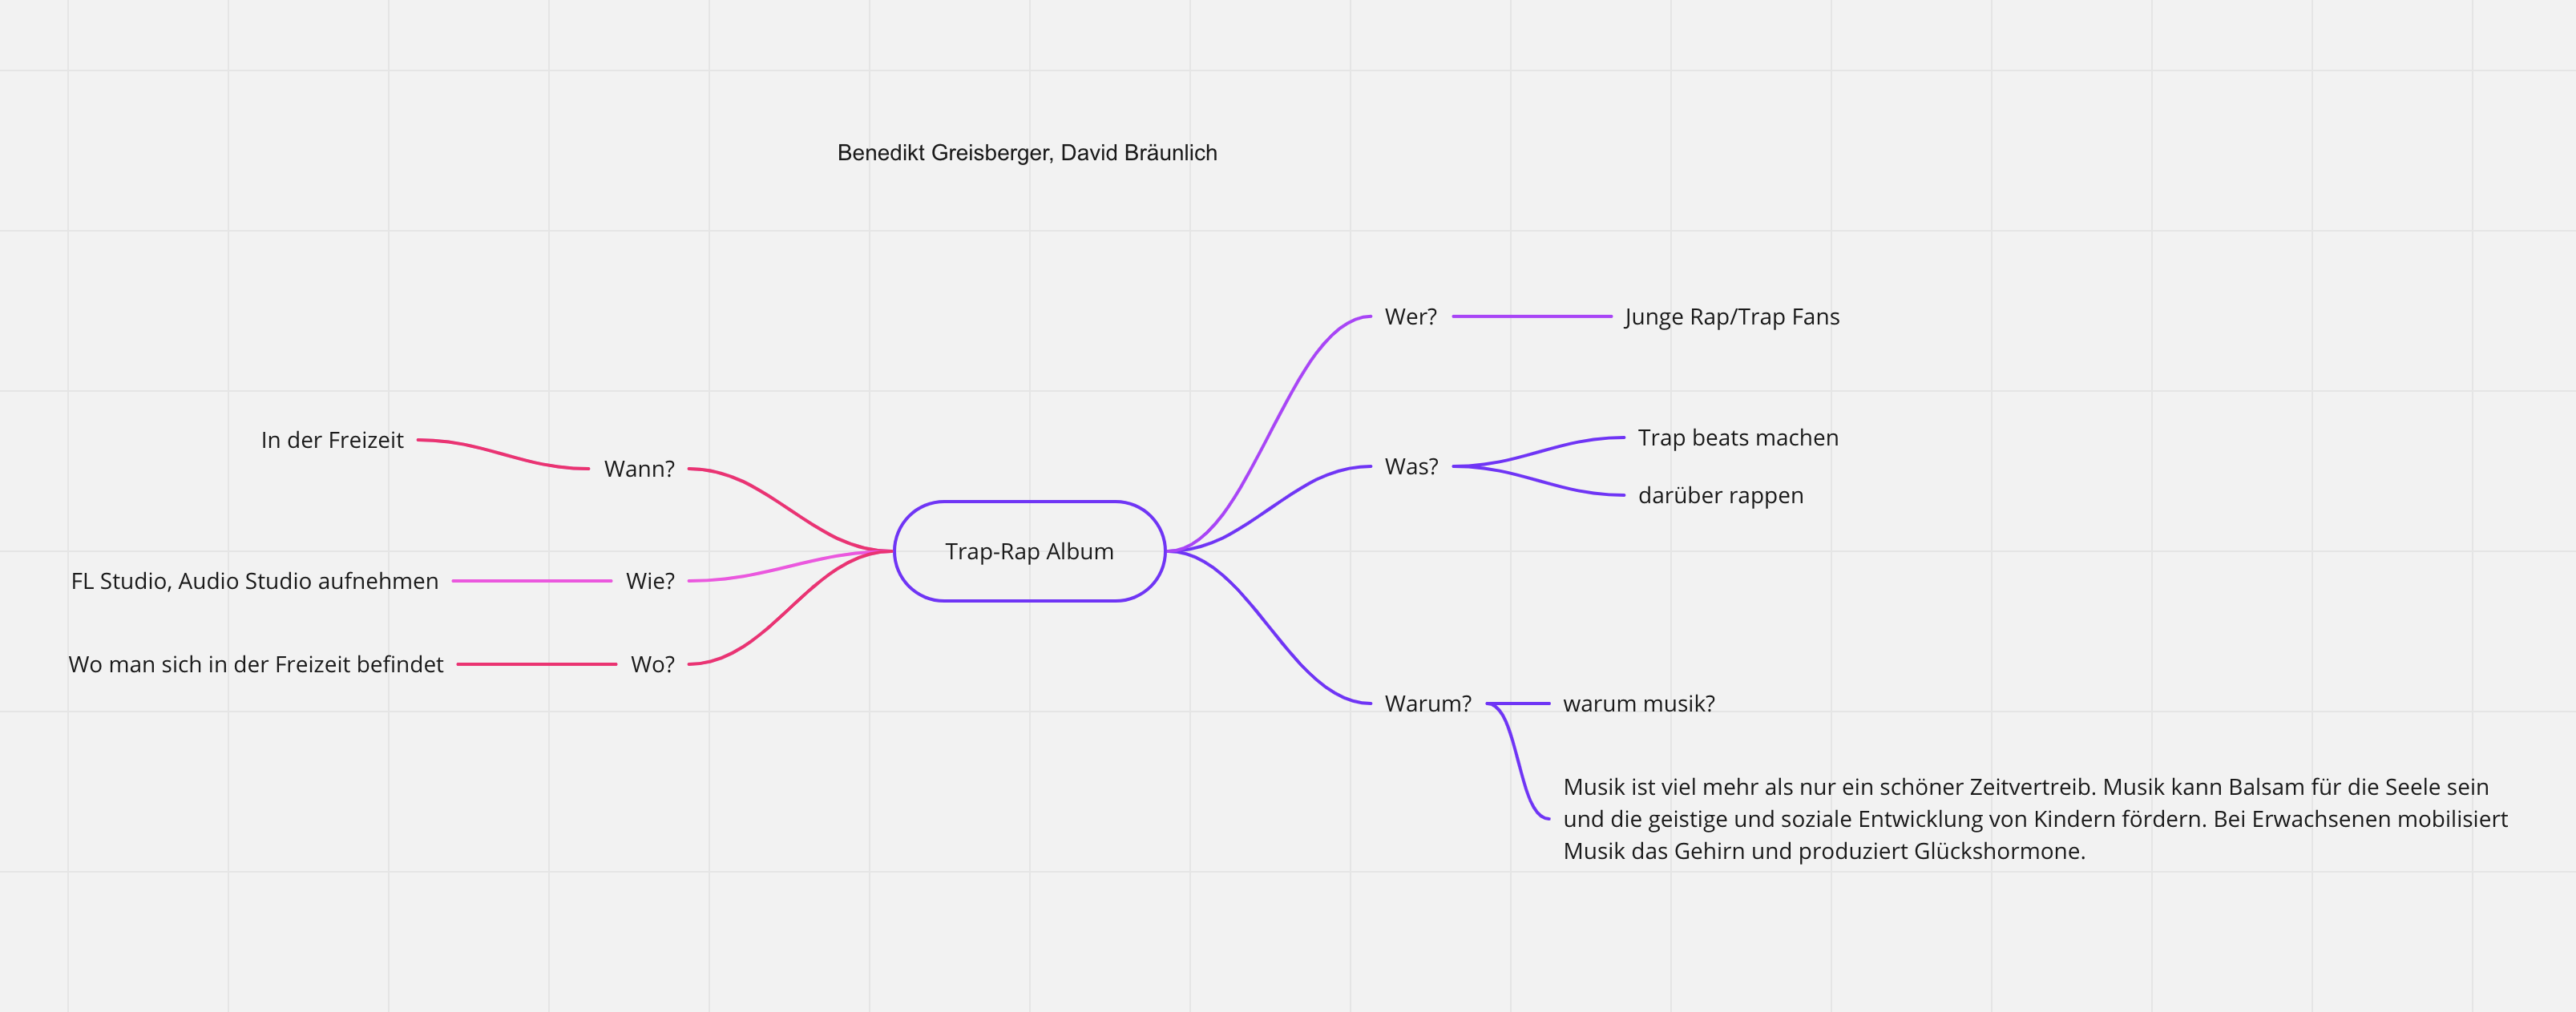 Benedikt Greisberger, David Bräunlich
Wer?
Junge Rap/Trap Fans
In der Freizeit
Wann?
Was?
Trap beats machen
darüber rappen
Trap-Rap Album
FL Studio, Audio Studio aufnehmen
Wie?
Wo man sich in der Freizeit befindet
Wo?
Warum?
warum musik?
Musik ist viel mehr als nur ein schöner Zeitvertreib. Musik kann Balsam für die Seele sein
und die geistige und soziale Entwicklung von Kindern fördern. Bei Erwachsenen mobilisiert
Musik das Gehirn und produziert Glückshormone.